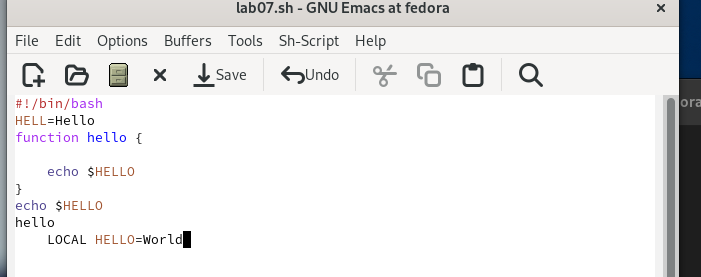 lab07.sh - GNU Emacs at fedora
File Edit Options Buffers Tools Sh-Script Help
Save Undo
#!/bin/bash
HELL=Hello
function hello {
echo $HELLO
}
echo $HELLO
hello
LOCAL HELLO=World
ora